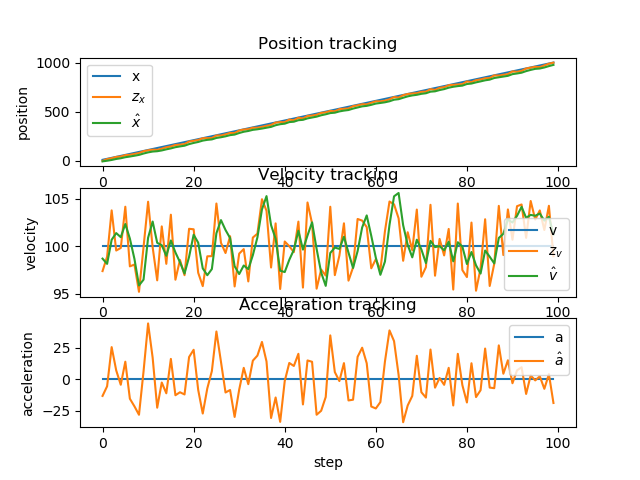 Position tracking
1000
500
0
position
x
z_x
x̂
0 20 40 60 80 100
Velocity tracking
105
100
95
velocity
v
z_v
v̂
0 20 40 60 80 100
Acceleration tracking
25
0
−25
acceleration
a
â
0 20 40 60 80 100
step